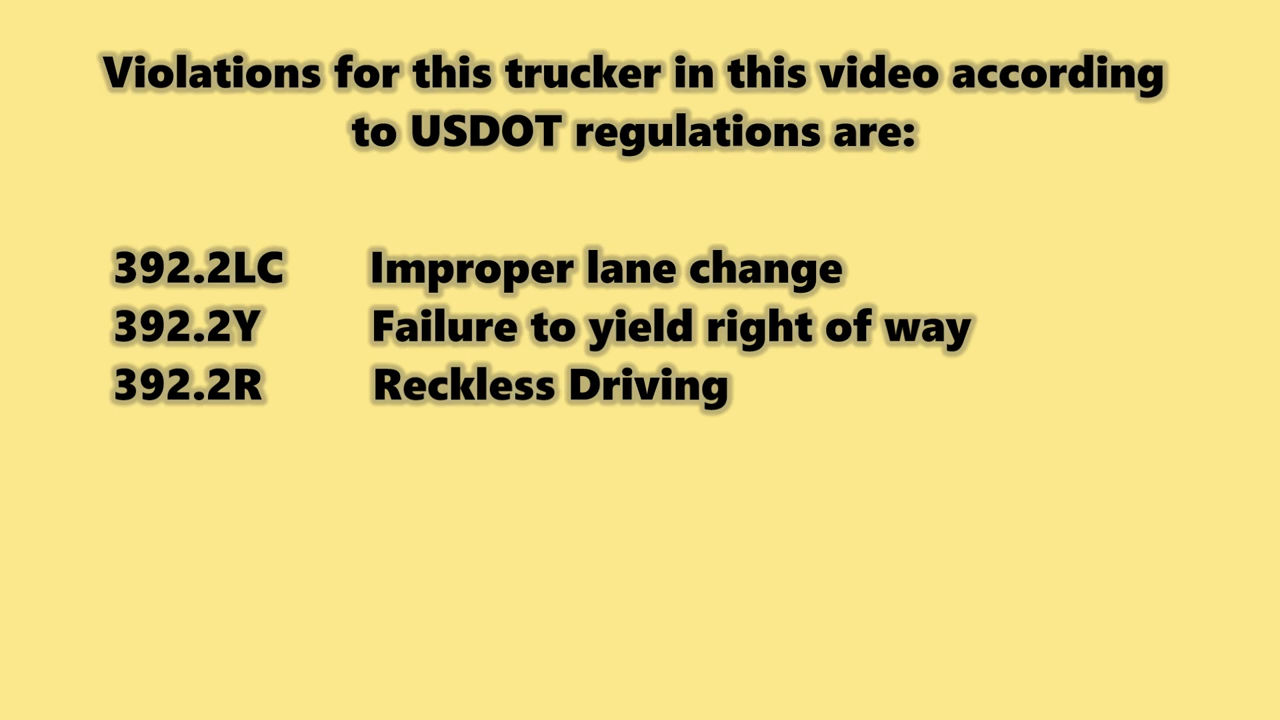 Violations for this trucker in this video according
to USDOT regulations are:
392.2LC Improper lane change
392.2Y Failure to yield right of way
392.2R Reckless Driving